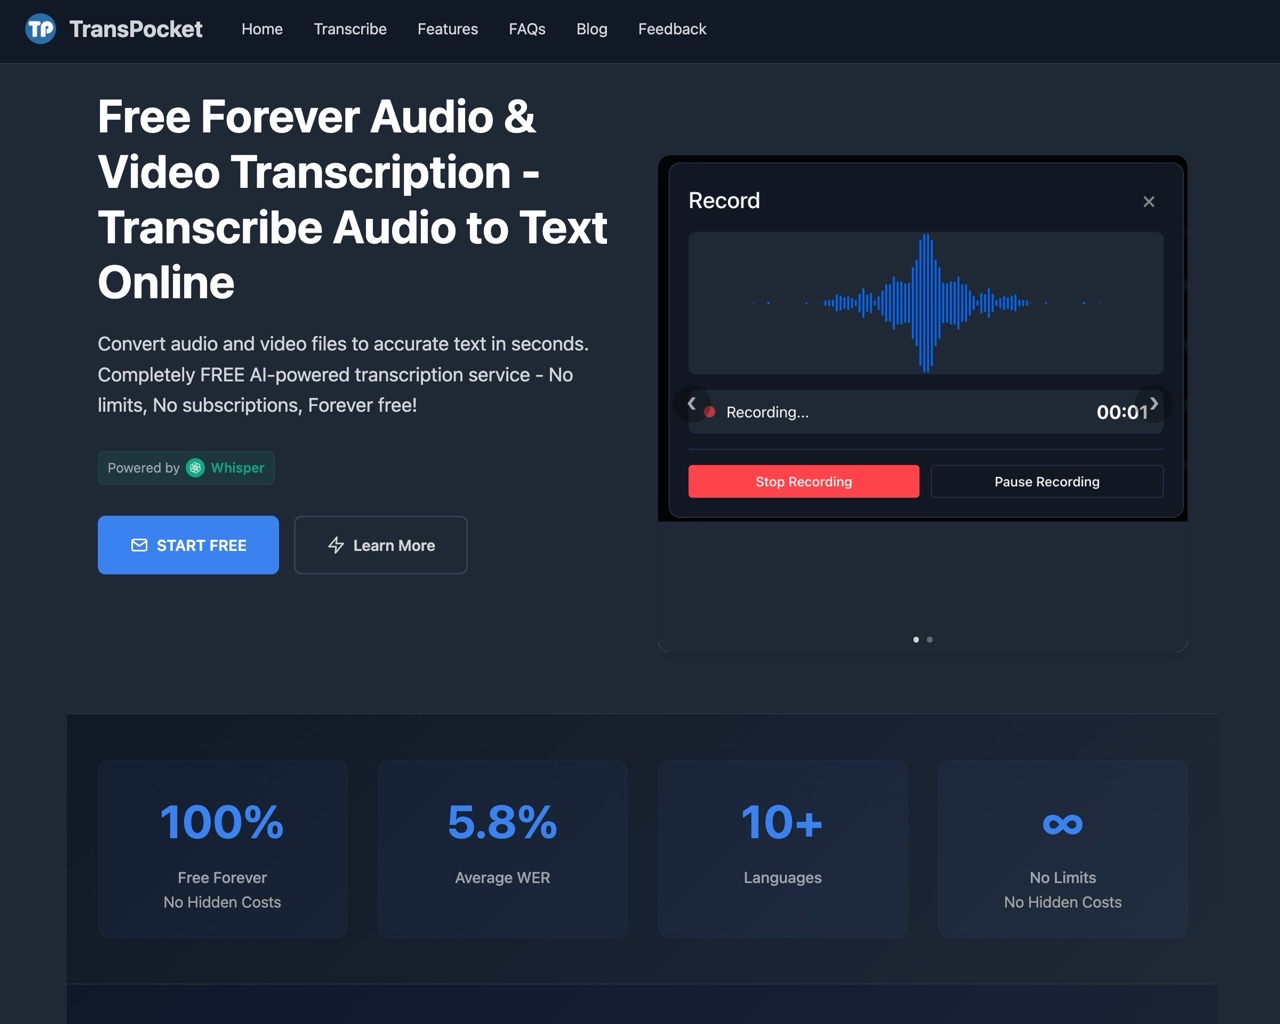 TP TransPocket Home Transcribe Features FAQs Blog Feedback
Free Forever Audio &
Video Transcription -
Transcribe Audio to Text
Online
Convert audio and video files to accurate text in seconds.
Completely FREE AI-powered transcription service - No
limits, No subscriptions, Forever free!
Powered by Whisper
START FREE Learn More
Record ×
Recording... 00:01
Stop Recording Pause Recording
100%
Free Forever
No Hidden Costs
5.8%
Average WER
10+
Languages
∞
No Limits
No Hidden Costs